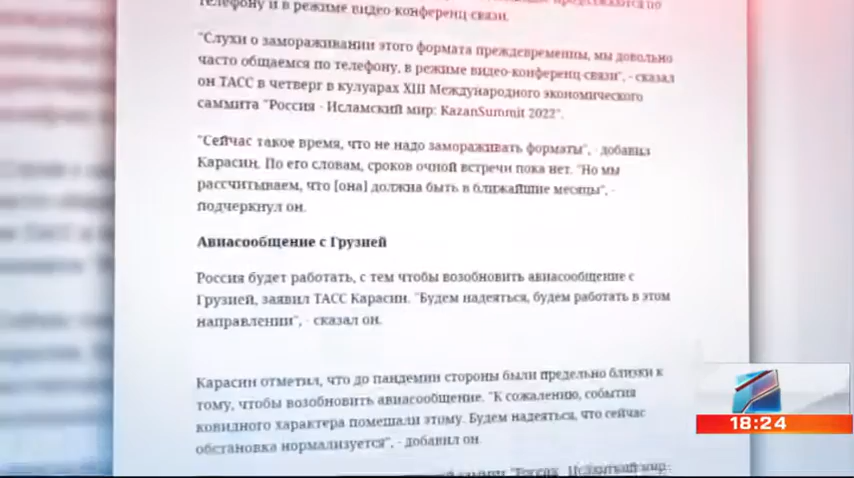 телефону и в режиме видео-конференц-связи.
"Слухи о замораживании этого формата преждевременны, мы довольно
часто общаемся по телефону, в режиме видео-конференц-связи", - сказал
он ТАСС в четверг в кулуарах XIII Международного экономического
саммита "Россия - Исламский мир: KazanSummit 2022".
"Сейчас такое время, что не надо замораживать форматы", - добавил
Карасин. По его словам, сроков очной встречи пока нет. "Но мы
рассчитываем, что [она] должна быть в ближайшие месяцы", -
подчеркнул он.
Авиасообщение с Грузией
Россия будет работать, с тем чтобы возобновить авиасообщение с
Грузией, заявил ТАСС Карасин. "Будем надеяться, будем работать в этом
направлении", - сказал он.
Карасин отметил, что до пандемии стороны были предельно близки к
тому, чтобы возобновить авиасообщение. "К сожалению, события
ковидного характера помешали этому. Будем надеяться, что сейчас
обстановка нормализуется", - добавил он.
18:24